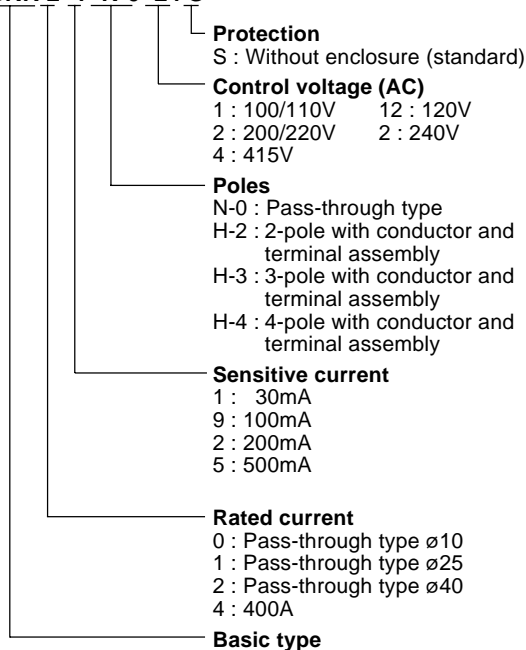 Protection
S : Without enclosure (standard)
Control voltage (AC)
1 : 100/110V 12 : 120V
2 : 200/220V 2 : 240V
4 : 415V
Poles
N-0 : Pass-through type
H-2 : 2-pole with conductor and
terminal assembly
H-3 : 3-pole with conductor and
terminal assembly
H-4 : 4-pole with conductor and
terminal assembly
Sensitive current
1 : 30mA
9 : 100mA
2 : 200mA
5 : 500mA
Rated current
0 : Pass-through type ø10
1 : Pass-through type ø25
2 : Pass-through type ø40
4 : 400A
Basic type